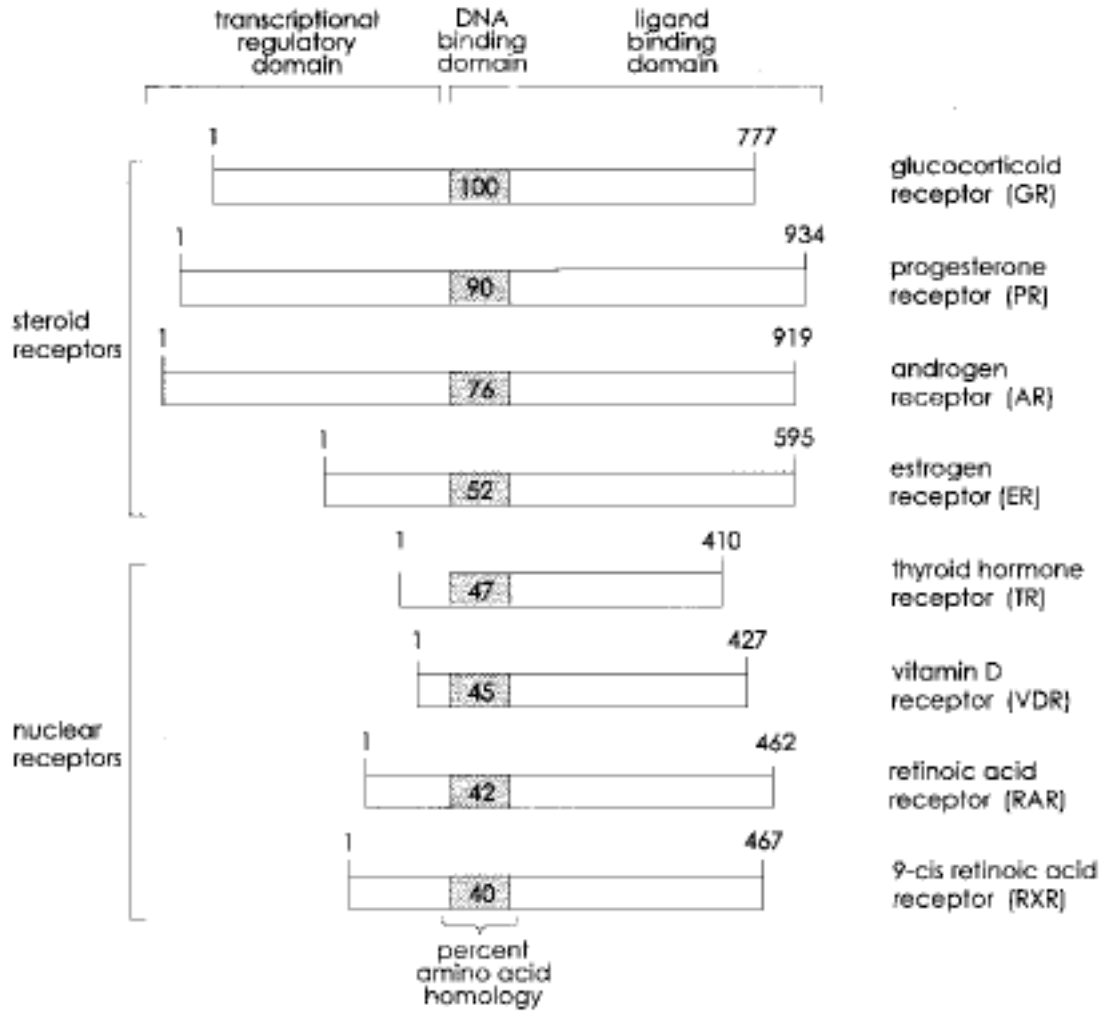 transcriptional
regulatory
domain
DNA
binding
domain
ligand
binding
domain
1
777
100
glucocorticoid
receptor (GR)
1
934
90
progesterone
receptor (PR)
steroid
receptors
1
919
76
androgen
receptor (AR)
1
595
52
estrogen
receptor (ER)
1
410
47
thyroid hormone
receptor (TR)
1
427
45
vitamin D
receptor (VDR)
nuclear
receptors
1
462
42
retinoic acid
receptor (RAR)
1
467
40
9-cis retinoic acid
receptor (RXR)
percent
amino acid
homology